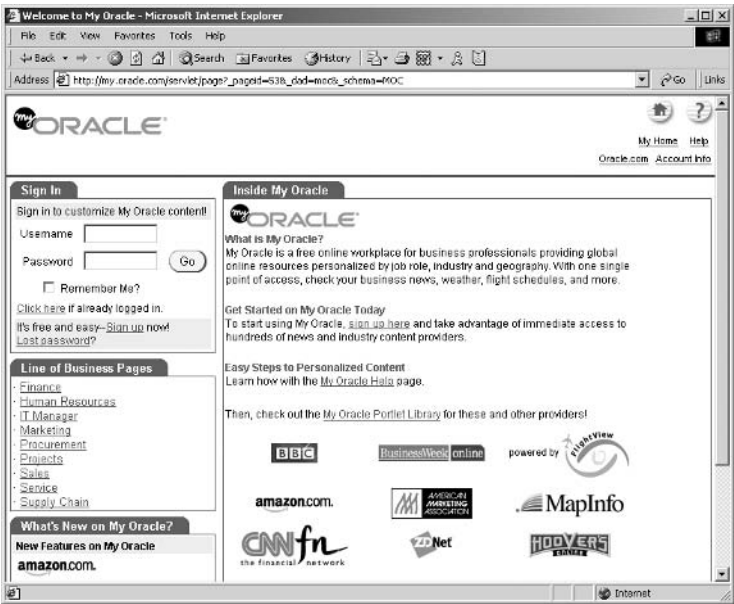 Welcome to My Oracle - Microsoft Internet Explorer
File Edit View Favorites Tools Help
Back Search Favorites History
Address http://my.oracle.com/servlet/page?_pageid=53&_dad=moc&_schema=MOC Go Links
my ORACLE
My Home Help
Oracle.com Account Info
Sign In
Sign in to customize My Oracle content!
Username
Password Go
Remember Me?
Click here if already logged in.
It's free and easy--Sign up now!
Lost password?
Line of Business Pages
· Finance
· Human Resources
· IT Manager
· Marketing
· Procurement
· Projects
· Sales
· Service
· Supply Chain
What's New on My Oracle?
New Features on My Oracle
amazon.com.
Inside My Oracle
my ORACLE
What is My Oracle?
My Oracle is a free online workplace for business professionals providing global
online resources personalized by job role, industry and geography. With one single
point of access, check your business news, weather, flight schedules, and more.
Get Started on My Oracle Today
To start using My Oracle, sign up here and take advantage of immediate access to
hundreds of news and industry content providers.
Easy Steps to Personalized Content
Learn how with the My Oracle Help page.
Then, check out the My Oracle Portlet Library for these and other providers!
BBC BusinessWeek online powered by FlightView
amazon.com. AMERICAN MARKETING ASSOCIATION MapInfo
CNNfn the financial network ZDNet HOOVER'S ONLINE
Internet